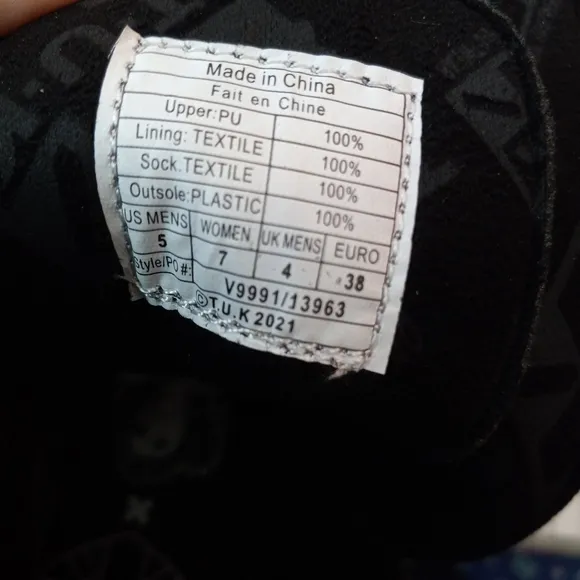 Made in China
Fait en Chine
Upper:PU 100%
Lining: TEXTILE 100%
Sock.TEXTILE 100%
Outsole:PLASTIC 100%
US MENS WOMEN UK MENS EURO
5 7 4 38
Style/PO#: V9991/13963
©T.U.K 2021